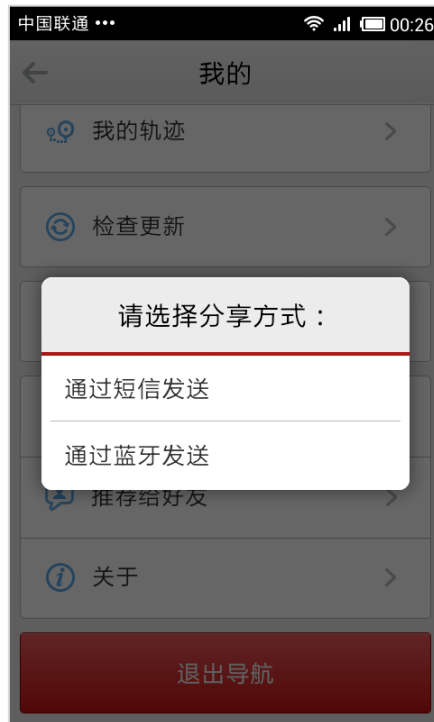 中国联通 ••• 00:26
我的
我的轨迹
检查更新
请选择分享方式：
通过短信发送
通过蓝牙发送
推荐给好友
关于
退出导航